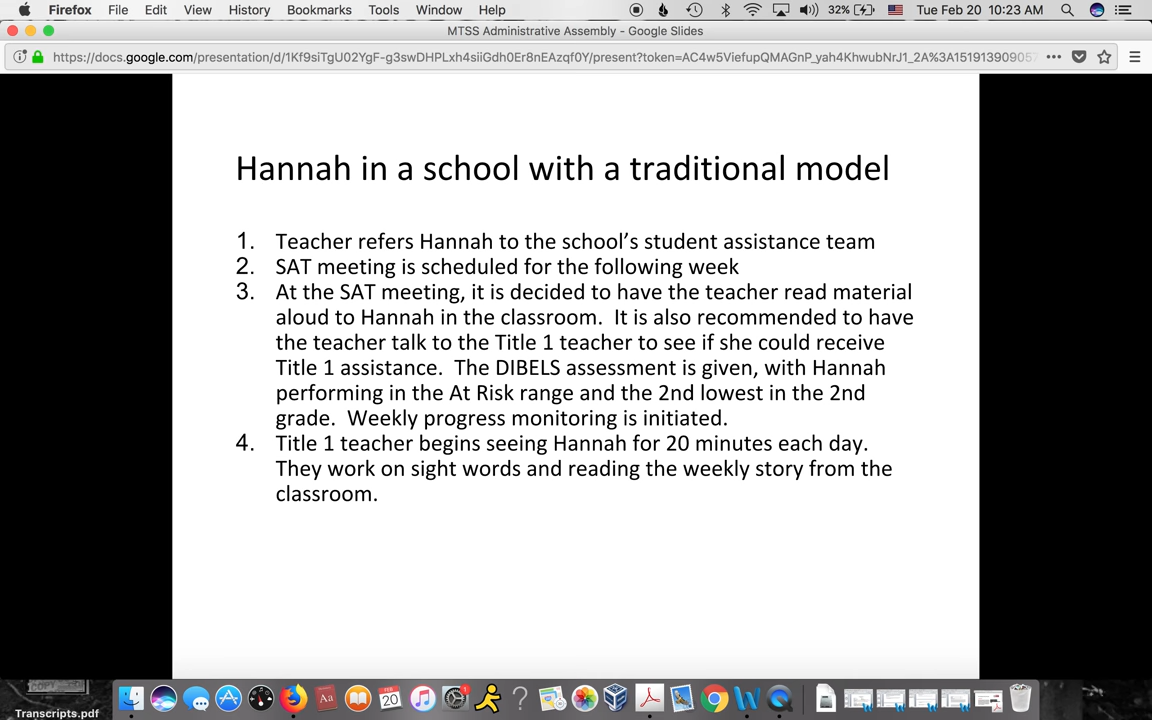 Firefox File Edit View History Bookmarks Tools Window Help 32% Tue Feb 20 10:23 AM
MTSS Administrative Assembly - Google Slides
https://docs.google.com/presentation/d/1Kf9siTgU02YgF-g3swDHPLxh4siiGdh0Er8nEAzqf0Y/present?token=AC4w5ViefupQMAGnP_yah4KhwubNrJ1_2A%3A1519139090
Hannah in a school with a traditional model
1. Teacher refers Hannah to the school’s student assistance team
2. SAT meeting is scheduled for the following week
3. At the SAT meeting, it is decided to have the teacher read material
aloud to Hannah in the classroom.  It is also recommended to have
the teacher talk to the Title 1 teacher to see if she could receive
Title 1 assistance.  The DIBELS assessment is given, with Hannah
performing in the At Risk range and the 2nd lowest in the 2nd
grade.  Weekly progress monitoring is initiated.
4. Title 1 teacher begins seeing Hannah for 20 minutes each day.
They work on sight words and reading the weekly story from the
classroom.
COPY
FEB
20
Aa
1
Transcripts.pdf